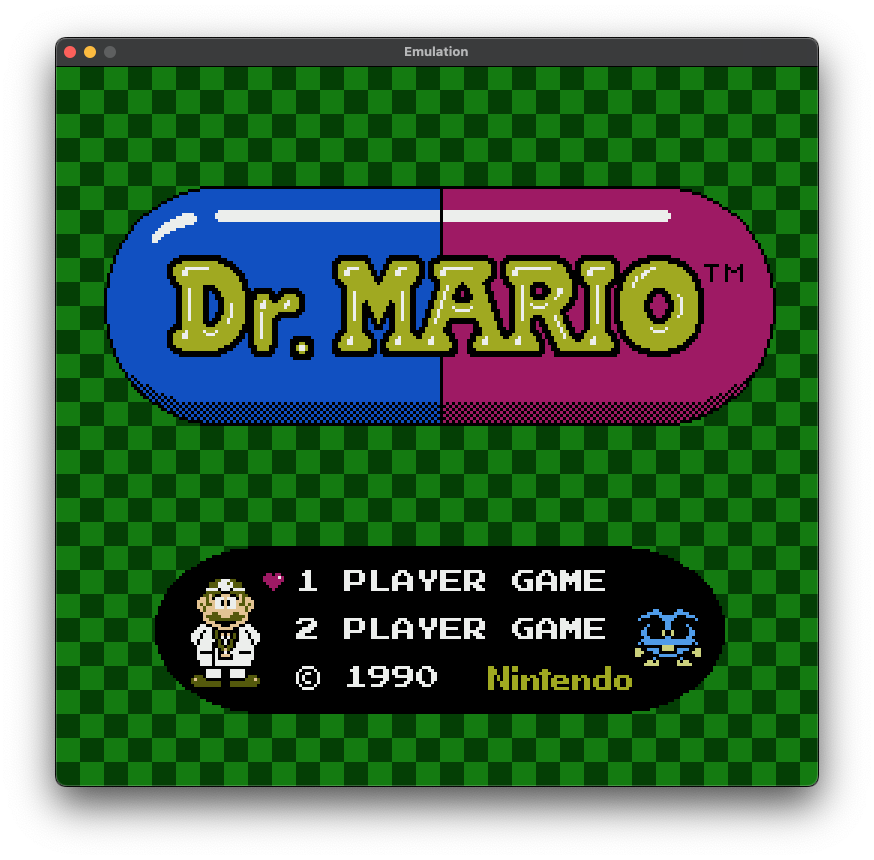 Emulation
Dr. MARIO™
1 PLAYER GAME
2 PLAYER GAME
© 1990 Nintendo